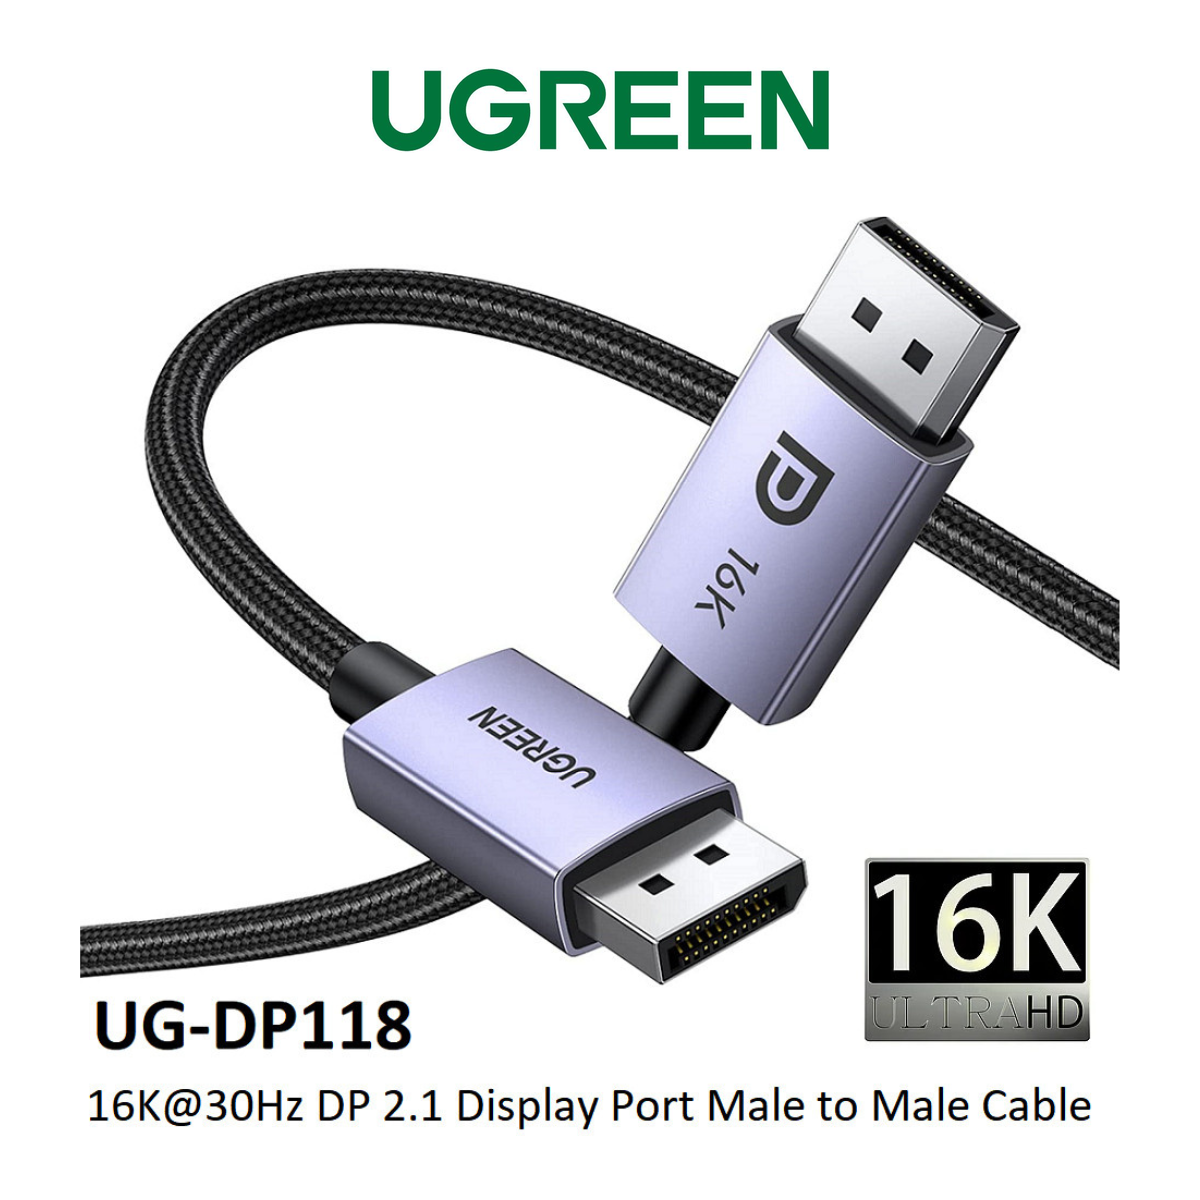 UGREEN
16K
UGREEN
16K
ULTRAHD
UG-DP118
16K@30Hz DP 2.1 Display Port Male to Male Cable